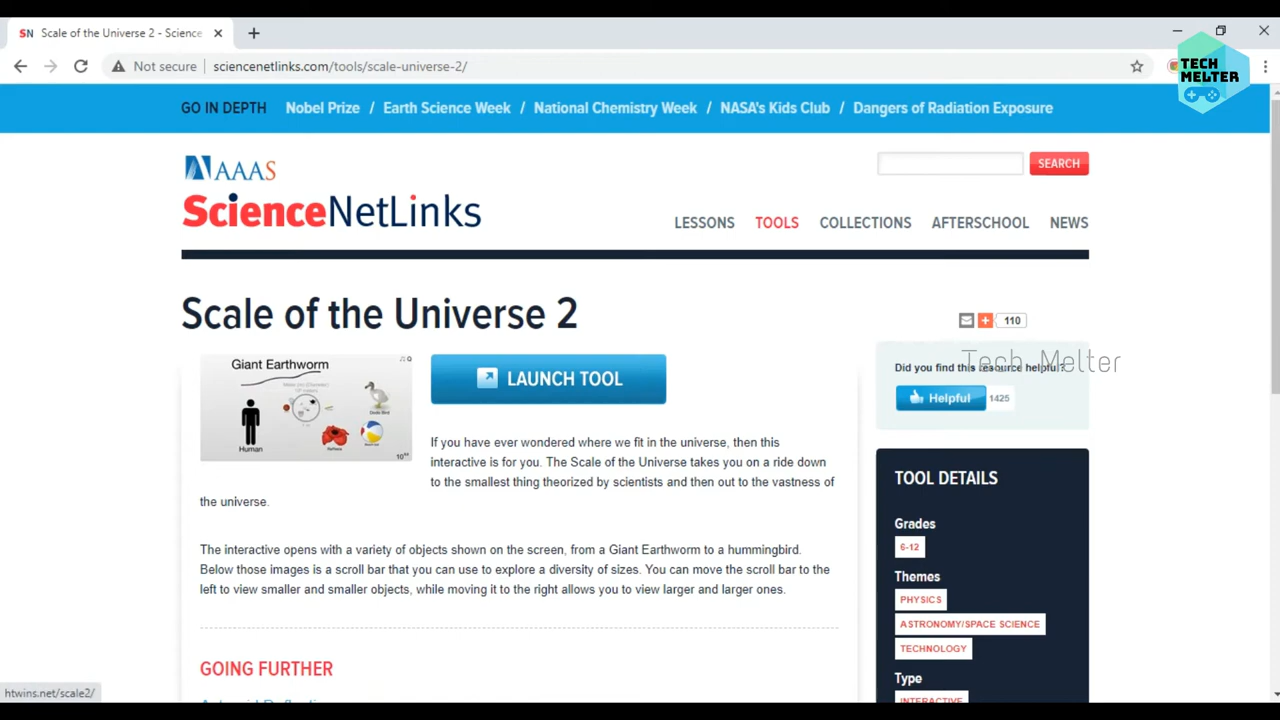 SN Scale of the Universe 2 - Science
Not secure sciencenetlinks.com/tools/scale-universe-2/
TECH
MELTER
GO IN DEPTH Nobel Prize / Earth Science Week / National Chemistry Week / NASA's Kids Club / Dangers of Radiation Exposure
AAAS
SEARCH
ScienceNetLinks
LESSONS TOOLS COLLECTIONS AFTERSCHOOL NEWS
Scale of the Universe 2
110
Giant Earthworm
Dodo Bird
Human
LAUNCH TOOL
Tech Melter
Did you find this resource helpful?
Helpful 1425
If you have ever wondered where we fit in the universe, then this
interactive is for you. The Scale of the Universe takes you on a ride down
to the smallest thing theorized by scientists and then out to the vastness of
the universe.
The interactive opens with a variety of objects shown on the screen, from a Giant Earthworm to a hummingbird.
Below those images is a scroll bar that you can use to explore a diversity of sizes. You can move the scroll bar to the
left to view smaller and smaller objects, while moving it to the right allows you to view larger and larger ones.
GOING FURTHER
TOOL DETAILS
Grades
6-12
Themes
PHYSICS
ASTRONOMY/SPACE SCIENCE
TECHNOLOGY
Type
INTERACTIVE
htwins.net/scale2/